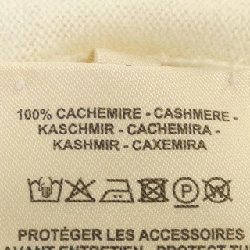 100% CACHEMIRE - CASHMERE -
KASCHMIR - CACHEMIRA -
KASHMIR - CAXEMIRA
P
PROTÉGER LES ACCESSOIRES
AVANT ENTRETIEN - PROTECT